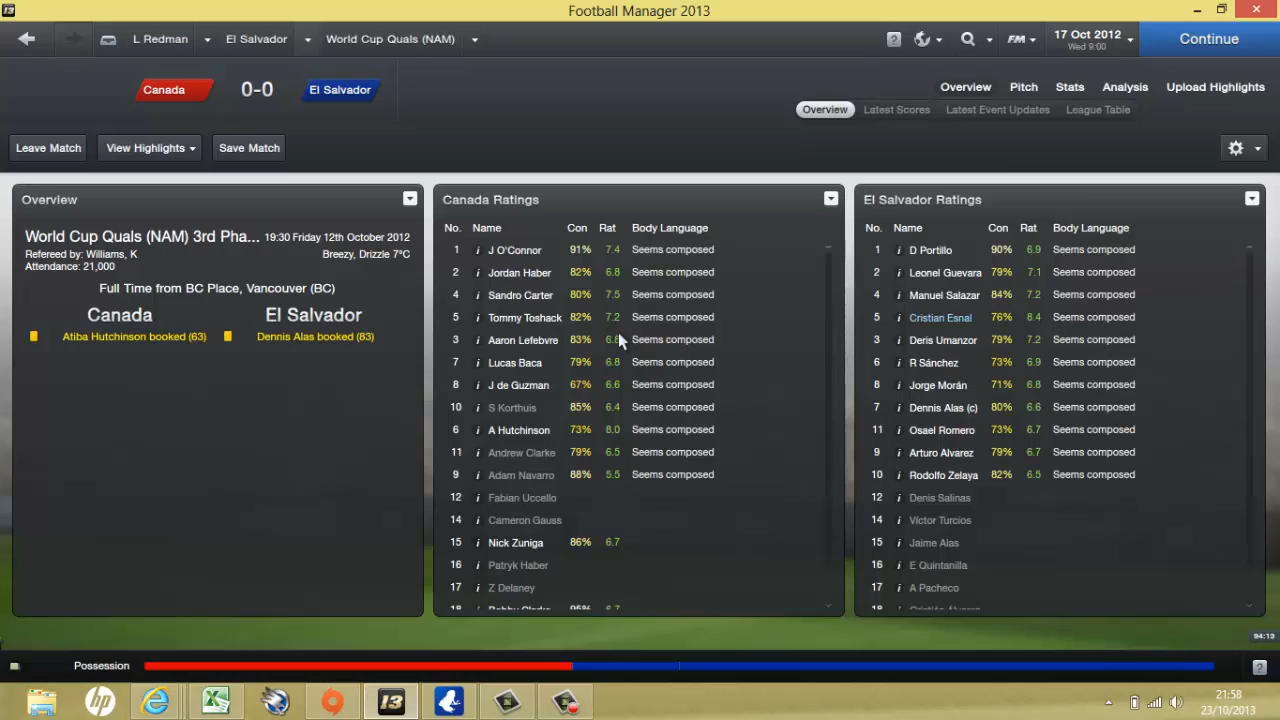 Football Manager 2013
L Redman El Salvador World Cup Quals (NAM)
? FM 17 Oct 2012 Wed 9:00 Continue
Canada 0-0 El Salvador
Overview Pitch Stats Analysis Upload Highlights
Overview Latest Scores Latest Event Updates League Table
Leave Match View Highlights Save Match
Overview
World Cup Quals (NAM) 3rd Pha... 19:30 Friday 12th October 2012
Refereed by: Williams, K Breezy, Drizzle 7°C
Attendance: 21,000
Full Time from BC Place, Vancouver (BC)
Canada El Salvador
Atiba Hutchinson booked (63) Dennis Alas booked (83)
Canada Ratings
No. Name Con Rat Body Language
1 i J O'Connor 91% 7.4 Seems composed
2 i Jordan Haber 82% 6.8 Seems composed
4 i Sandro Carter 80% 7.5 Seems composed
5 i Tommy Toshack 82% 7.2 Seems composed
3 i Aaron Lefebvre 83% Seems composed
7 i Lucas Baca 79% 6.8 Seems composed
8 i J de Guzman 67% 6.6 Seems composed
10 i S Korthuis 85% 6.4 Seems composed
6 i A Hutchinson 73% 8.0 Seems composed
11 i Andrew Clarke 79% 6.5 Seems composed
9 i Adam Navarro 88% 5.5 Seems composed
12 i Fabian Uccello
14 i Cameron Gauss
15 i Nick Zuniga 86% 6.7
16 i Patryk Haber
17 i Z Delaney
18 i Bobby Clarke 95% 6.7
El Salvador Ratings
No. Name Con Rat Body Language
1 i D Portillo 90% 6.9 Seems composed
2 i Leonel Guevara 79% 7.1 Seems composed
4 i Manuel Salazar 84% 7.2 Seems composed
5 i Cristian Esnal 76% 8.4 Seems composed
3 i Deris Umanzor 79% 7.2 Seems composed
6 i R Sánchez 73% 6.9 Seems composed
8 i Jorge Morán 71% 6.8 Seems composed
7 i Dennis Alas (c) 80% 6.6 Seems composed
11 i Osael Romero 73% 6.7 Seems composed
9 i Arturo Alvarez 79% 6.7 Seems composed
10 i Rodolfo Zelaya 82% 6.5 Seems composed
12 i Denis Salinas
14 i Víctor Turcios
15 i Jaime Alas
16 i E Quintanilla
17 i A Pacheco
18 i Cristián Álvarez
94:13
Possession ?
13
21:58
23/10/2013